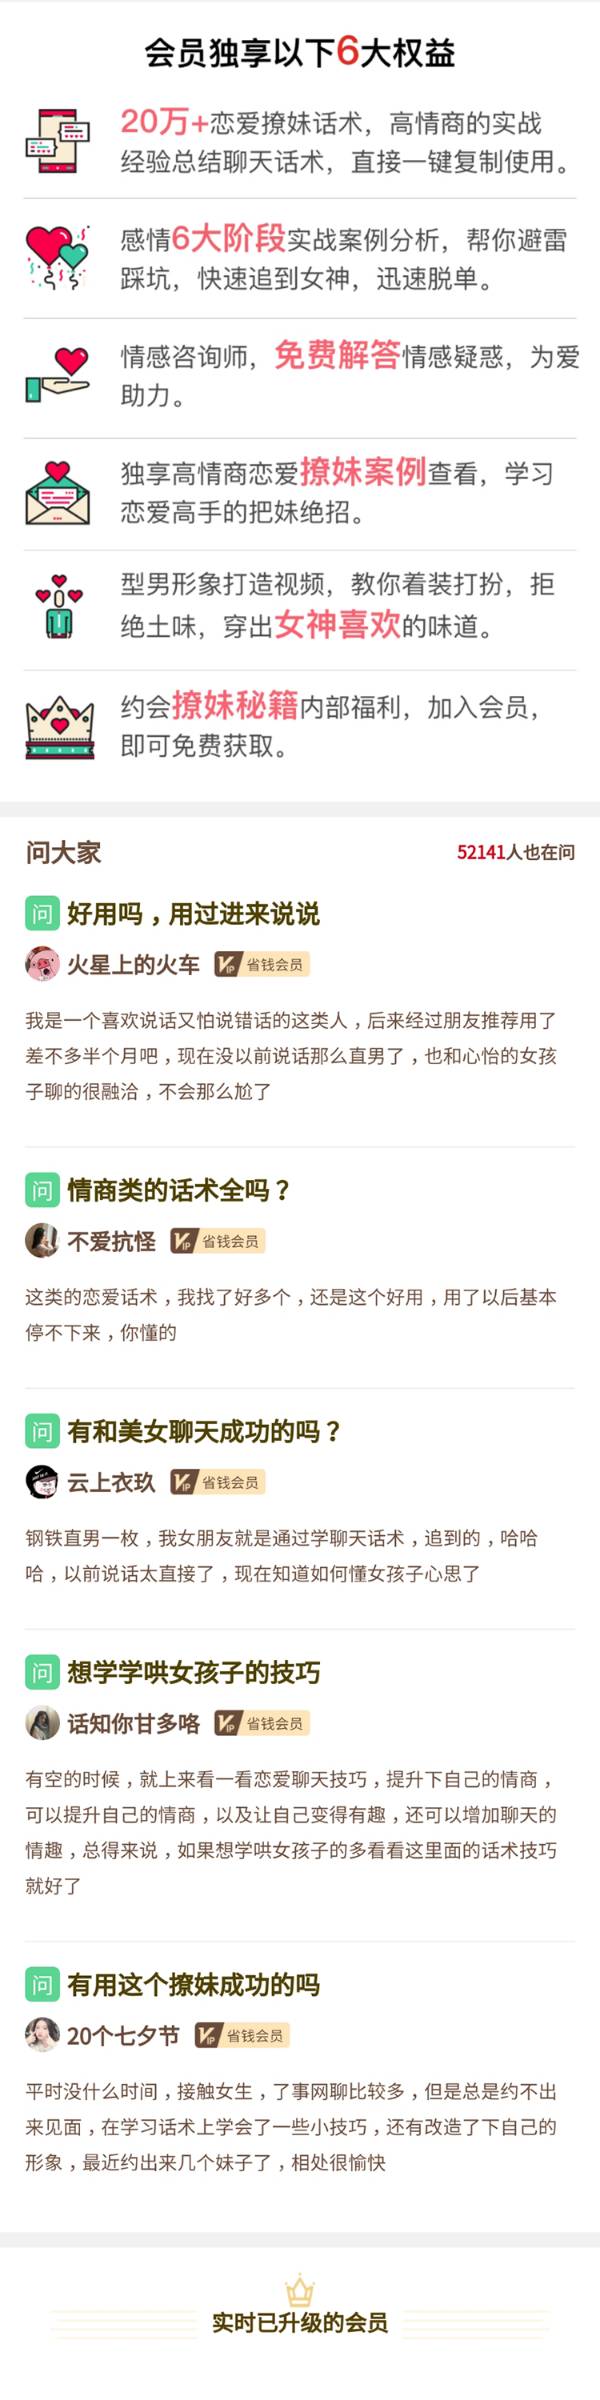 会员独享以下6大权益
20万+恋爱撩妹话术，高情商的实战
经验总结聊天话术，直接一键复制使用。
感情6大阶段实战案例分析，帮你避雷
踩坑，快速追到女神，迅速脱单。
情感咨询师，免费解答情感疑惑，为爱
助力。
独享高情商恋爱撩妹案例查看，学习
恋爱高手的把妹绝招。
型男形象打造视频，教你着装打扮，拒
绝土味，穿出女神喜欢的味道。
约会撩妹秘籍内部福利，加入会员，
即可免费获取。
问大家
52141人也在问
问 好用吗，用过进来说说
火星上的火车 VIP 省钱会员
我是一个喜欢说话又怕说错话的这类人，后来经过朋友推荐用了
差不多半个月吧，现在没以前说话那么直男了，也和心怡的女孩
子聊的很融洽，不会那么尬了
问 情商类的话术全吗？
不爱抗怪 VIP 省钱会员
这类的恋爱话术，我找了好多个，还是这个好用，用了以后基本
停不下来，你懂的
问 有和美女聊天成功的吗？
云上衣玖 VIP 省钱会员
钢铁直男一枚，我女朋友就是通过学聊天话术，追到的，哈哈
哈，以前说话太直接了，现在知道如何懂女孩子心思了
问 想学学哄女孩子的技巧
话知你甘多咯 VIP 省钱会员
有空的时候，就上来看一看恋爱聊天技巧，提升下自己的情商，
可以提升自己的情商，以及让自己变得有趣，还可以增加聊天的
情趣，总得来说，如果想学哄女孩子的多看看这里面的话术技巧
就好了
问 有用这个撩妹成功的吗
20个七夕节 VIP 省钱会员
平时没什么时间，接触女生，了事网聊比较多，但是总是约不出
来见面，在学习话术上学会了一些小技巧，还有改造了下自己的
形象，最近约出来几个妹子了，相处很愉快
实时已升级的会员